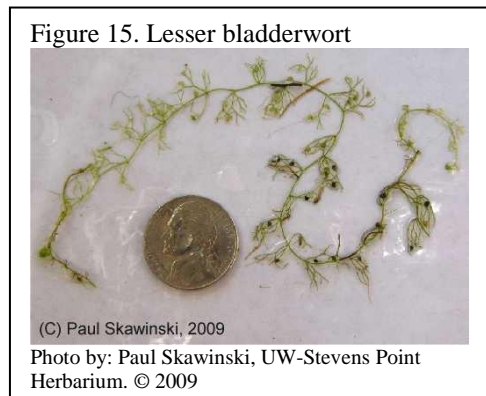 Figure 15. Lesser bladderwort
(C) Paul Skawinski, 2009
Photo by: Paul Skawinski, UW-Stevens Point
Herbarium. © 2009